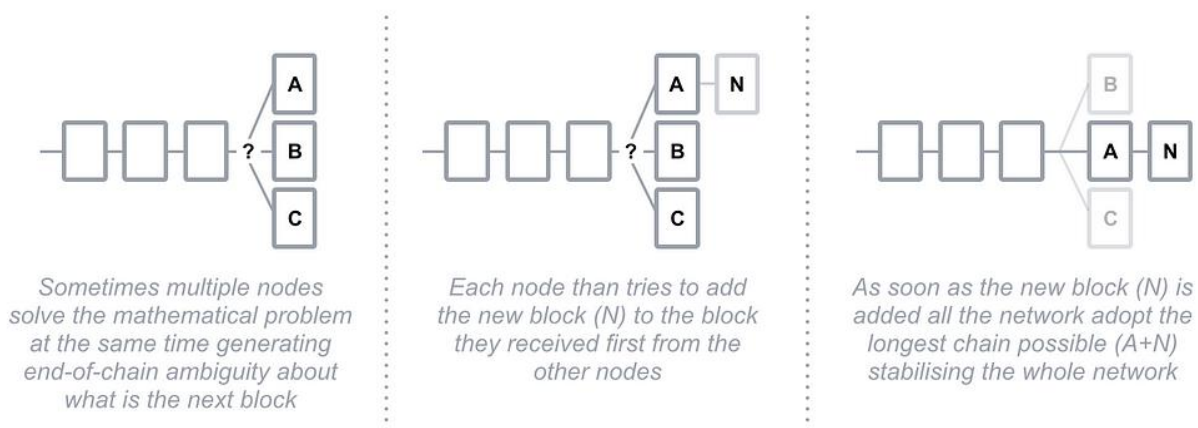 A
? B
C
Sometimes multiple nodes
solve the mathematical problem
at the same time generating
end-of-chain ambiguity about
what is the next block
A N
? B
C
Each node than tries to add
the new block (N) to the block
they received first from the
other nodes
B
A N
C
As soon as the new block (N) is
added all the network adopt the
longest chain possible (A+N)
stabilising the whole network